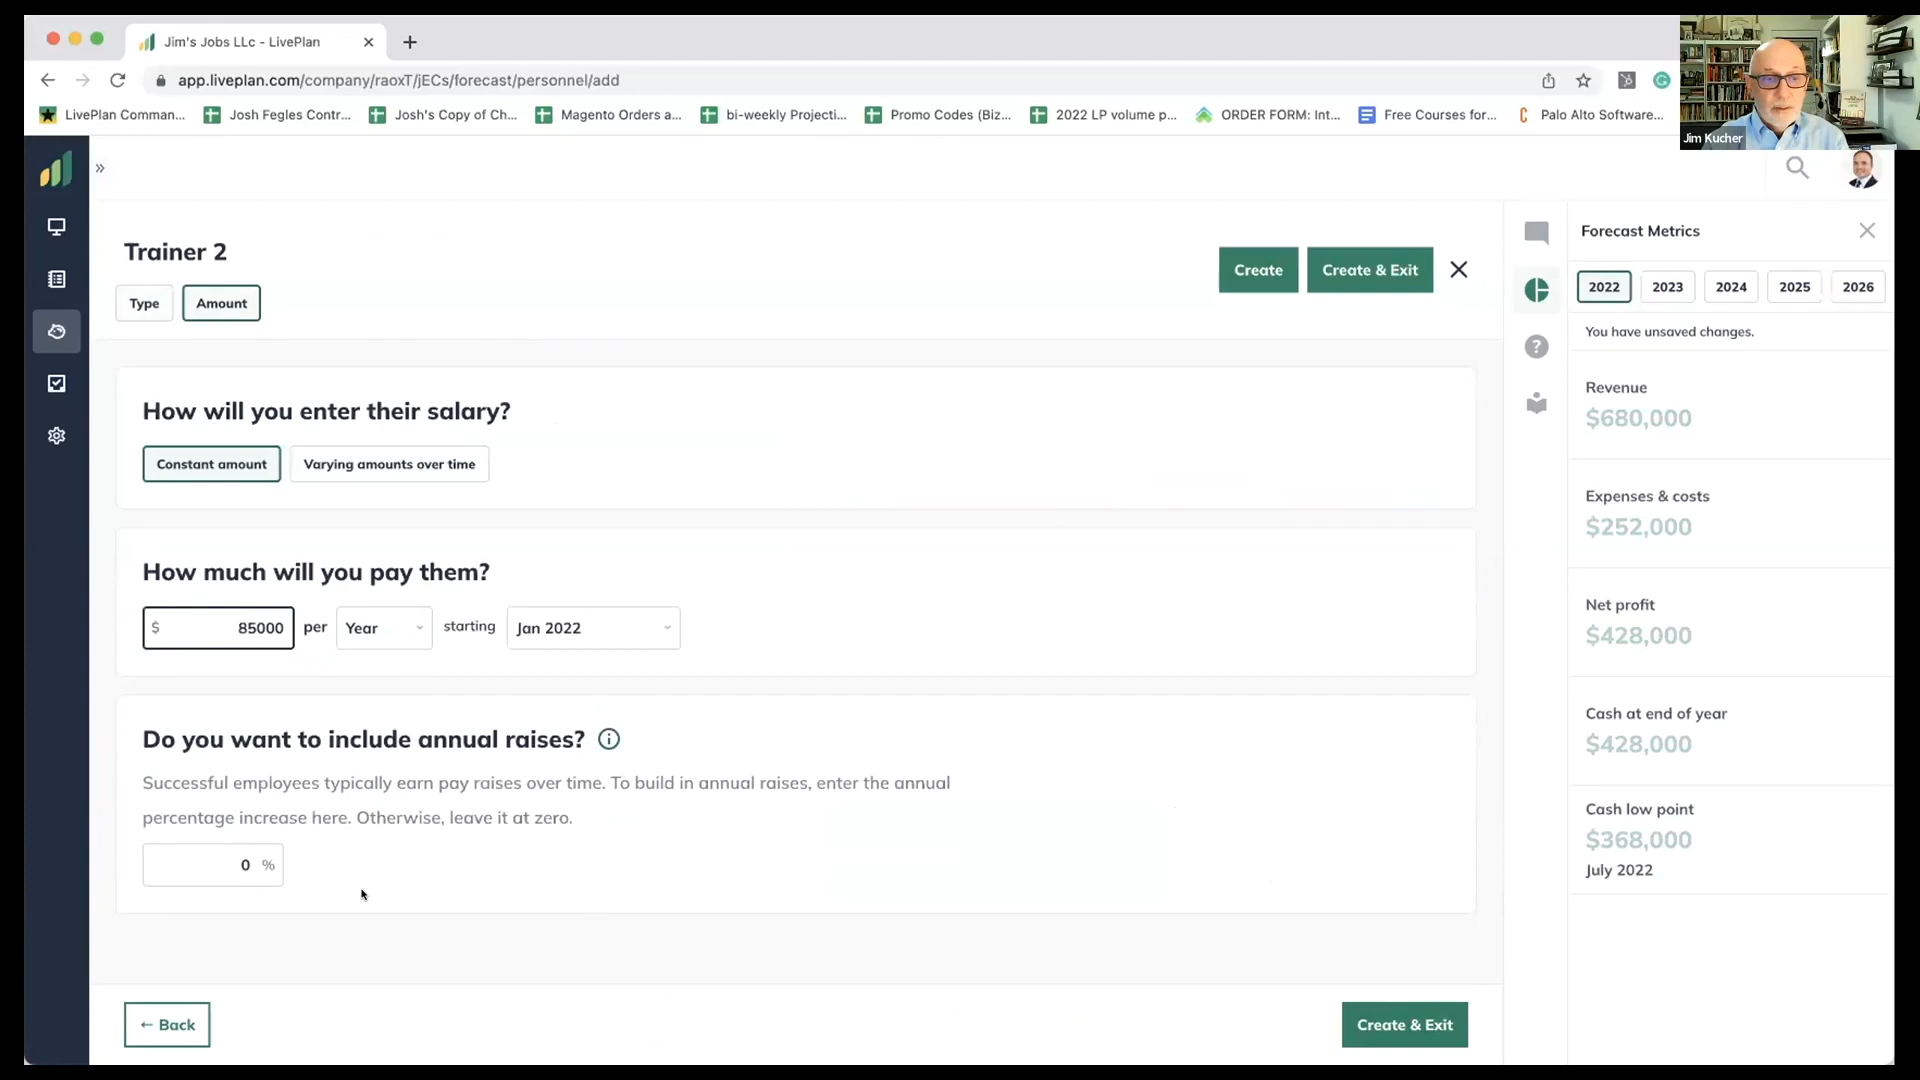 Jim's Jobs LLc - LivePlan
app.liveplan.com/company/raoxT/jECs/forecast/personnel/add
LivePlan Comman...
Josh Fegles Contr...
Josh's Copy of Ch...
Magento Orders a...
bi-weekly Projecti...
Promo Codes (Biz...
2022 LP volume p...
ORDER FORM: Int...
Free Courses for...
Palo Alto Software...
Jim Kucher
Trainer 2
Create
Create & Exit
Type
Amount
How will you enter their salary?
Constant amount
Varying amounts over time
How much will you pay them?
$ 85000 per Year starting Jan 2022
Do you want to include annual raises?
Successful employees typically earn pay raises over time. To build in annual raises, enter the annual
percentage increase here. Otherwise, leave it at zero.
0 %
← Back
Create & Exit
Forecast Metrics
2022 2023 2024 2025 2026
You have unsaved changes.
Revenue
$680,000
Expenses & costs
$252,000
Net profit
$428,000
Cash at end of year
$428,000
Cash low point
$368,000
July 2022